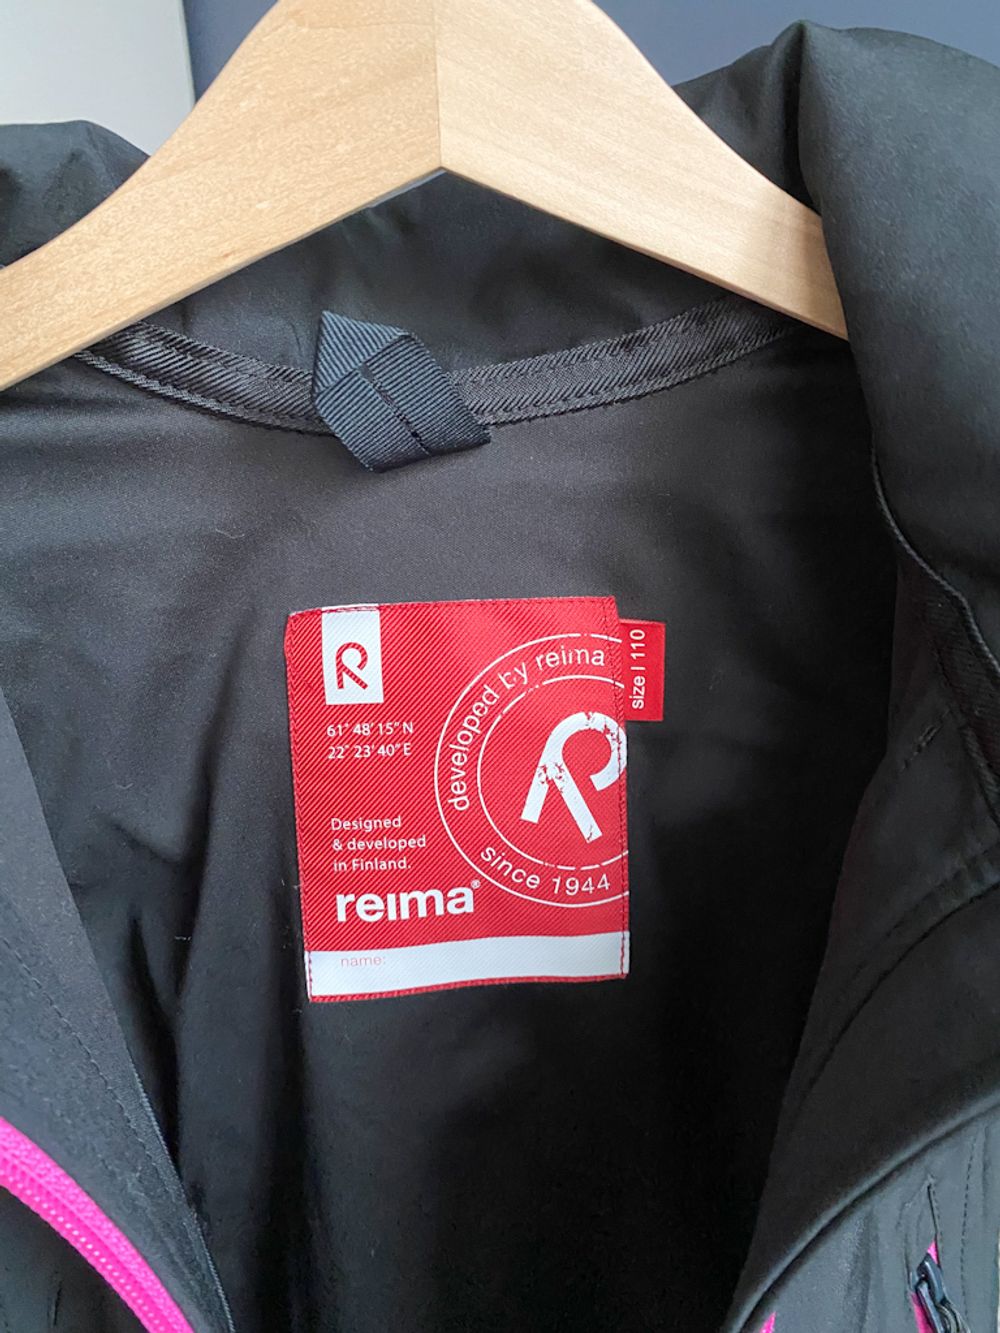 R
61° 48' 15" N
22° 23' 40" E
Designed
& developed
in Finland.
reima®
name:
developed by reima
R
since 1944
size | 110